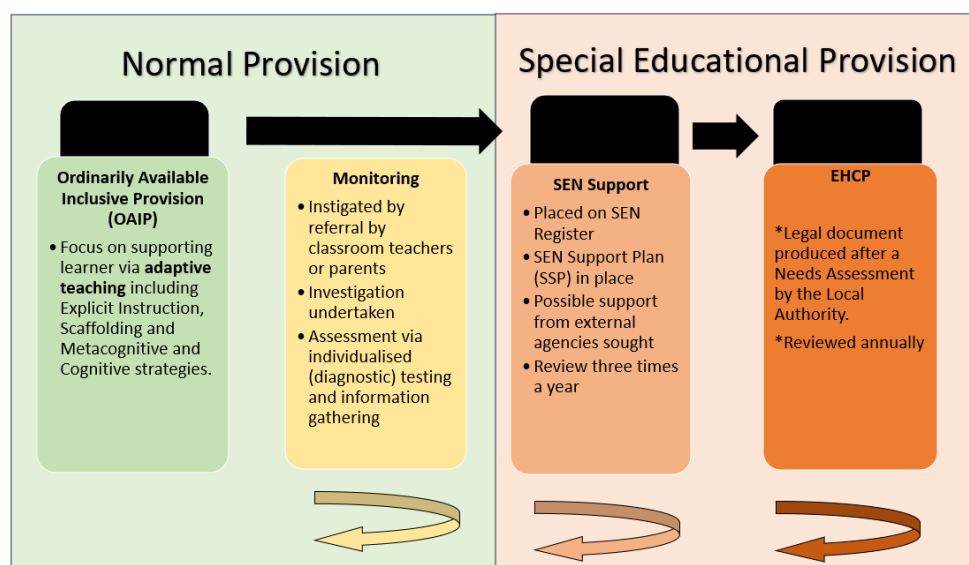 Normal Provision
Special Educational Provision
Ordinarily Available
Inclusive Provision
(OAIP)
• Focus on supporting
learner via adaptive
teaching including
Explicit Instruction,
Scaffolding and
Metacognitive and
Cognitive strategies.
Monitoring
• Instigated by
referral by
classroom teachers
or parents
• Investigation
undertaken
• Assessment via
individualised
(diagnostic) testing
and information
gathering
SEN Support
• Placed on SEN
Register
• SEN Support Plan
(SSP) in place
• Possible support
from external
agencies sought
• Review three times
a year
EHCP
*Legal document
produced after a
Needs Assessment
by the Local
Authority.
*Reviewed annually